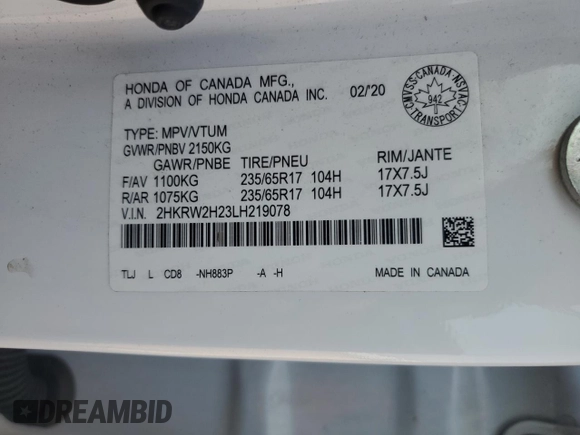 HONDA OF CANADA MFG.,
A DIVISION OF HONDA CANADA INC. 02/'20
CMVSS·CANADA·NSVAC
942
TRANSPORT
TYPE: MPV/VTUM
GVWR/PNBV 2150KG
GAWR/PNBE TIRE/PNEU RIM/JANTE
F/AV 1100KG 235/65R17 104H 17X7.5J
R/AR 1075KG 235/65R17 104H 17X7.5J
V.I.N. 2HKRW2H23LH219078
TLJ L CD8 -NH883P -A -H MADE IN CANADA
DREAMBID